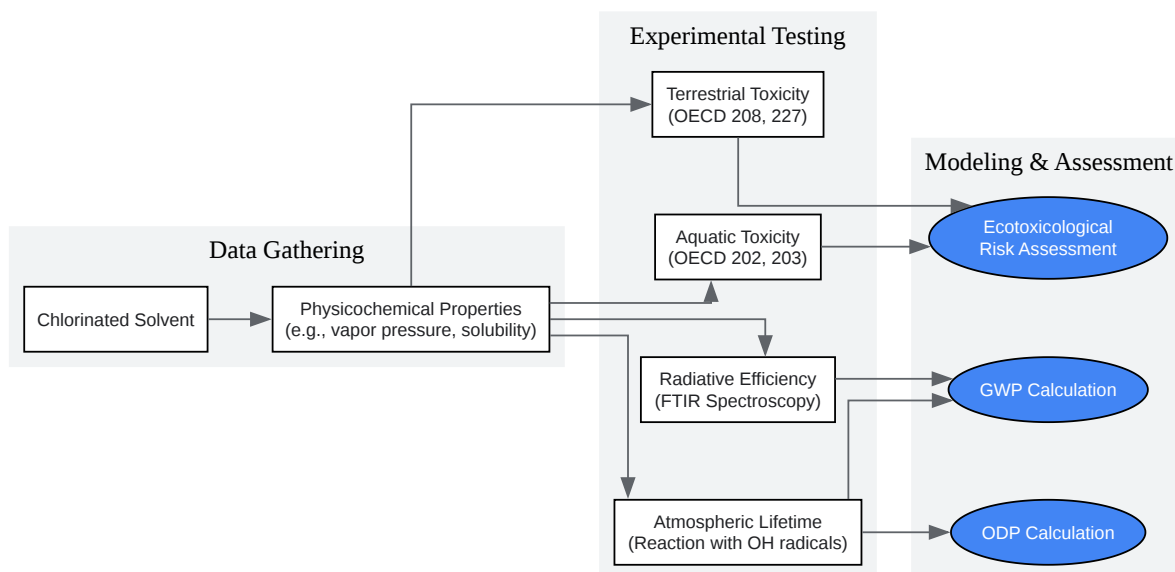 Experimental Testing
Terrestrial Toxicity
(OECD 208, 227)
Modeling & Assessment
Ecotoxicological
Risk Assessment
Aquatic Toxicity
(OECD 202, 203)
Data Gathering
Chlorinated Solvent
Physicochemical Properties
(e.g., vapor pressure, solubility)
Radiative Efficiency
(FTIR Spectroscopy)
GWP Calculation
Atmospheric Lifetime
(Reaction with OH radicals)
ODP Calculation